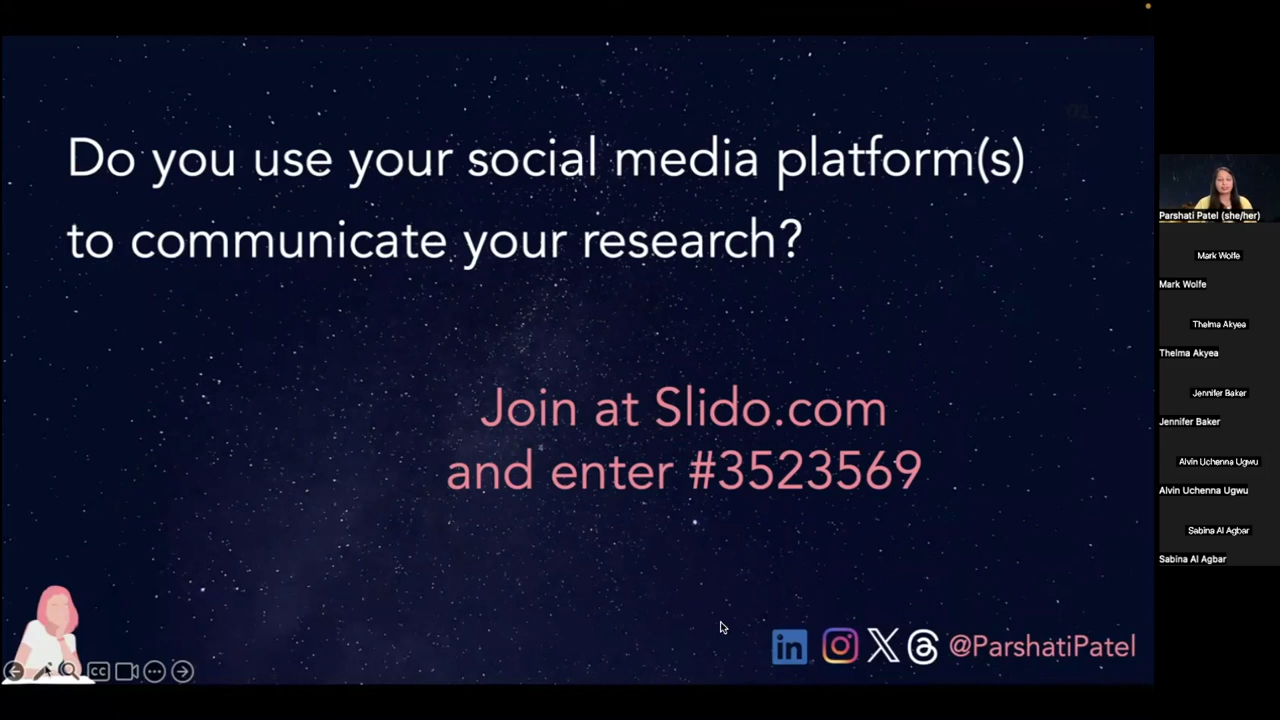 Do you use your social media platform(s)
to communicate your research?
Join at Slido.com
and enter #3523569
in
@ParshatiPatel
CC
Parshati Patel (she/her)
Mark Wolfe
Mark Wolfe
Thelma Akyea
Thelma Akyea
Jennifer Baker
Jennifer Baker
Alvin Uchenna Ugwu
Alvin Uchenna Ugwu
Sabina Al Agbar
Sabina Al Agbar